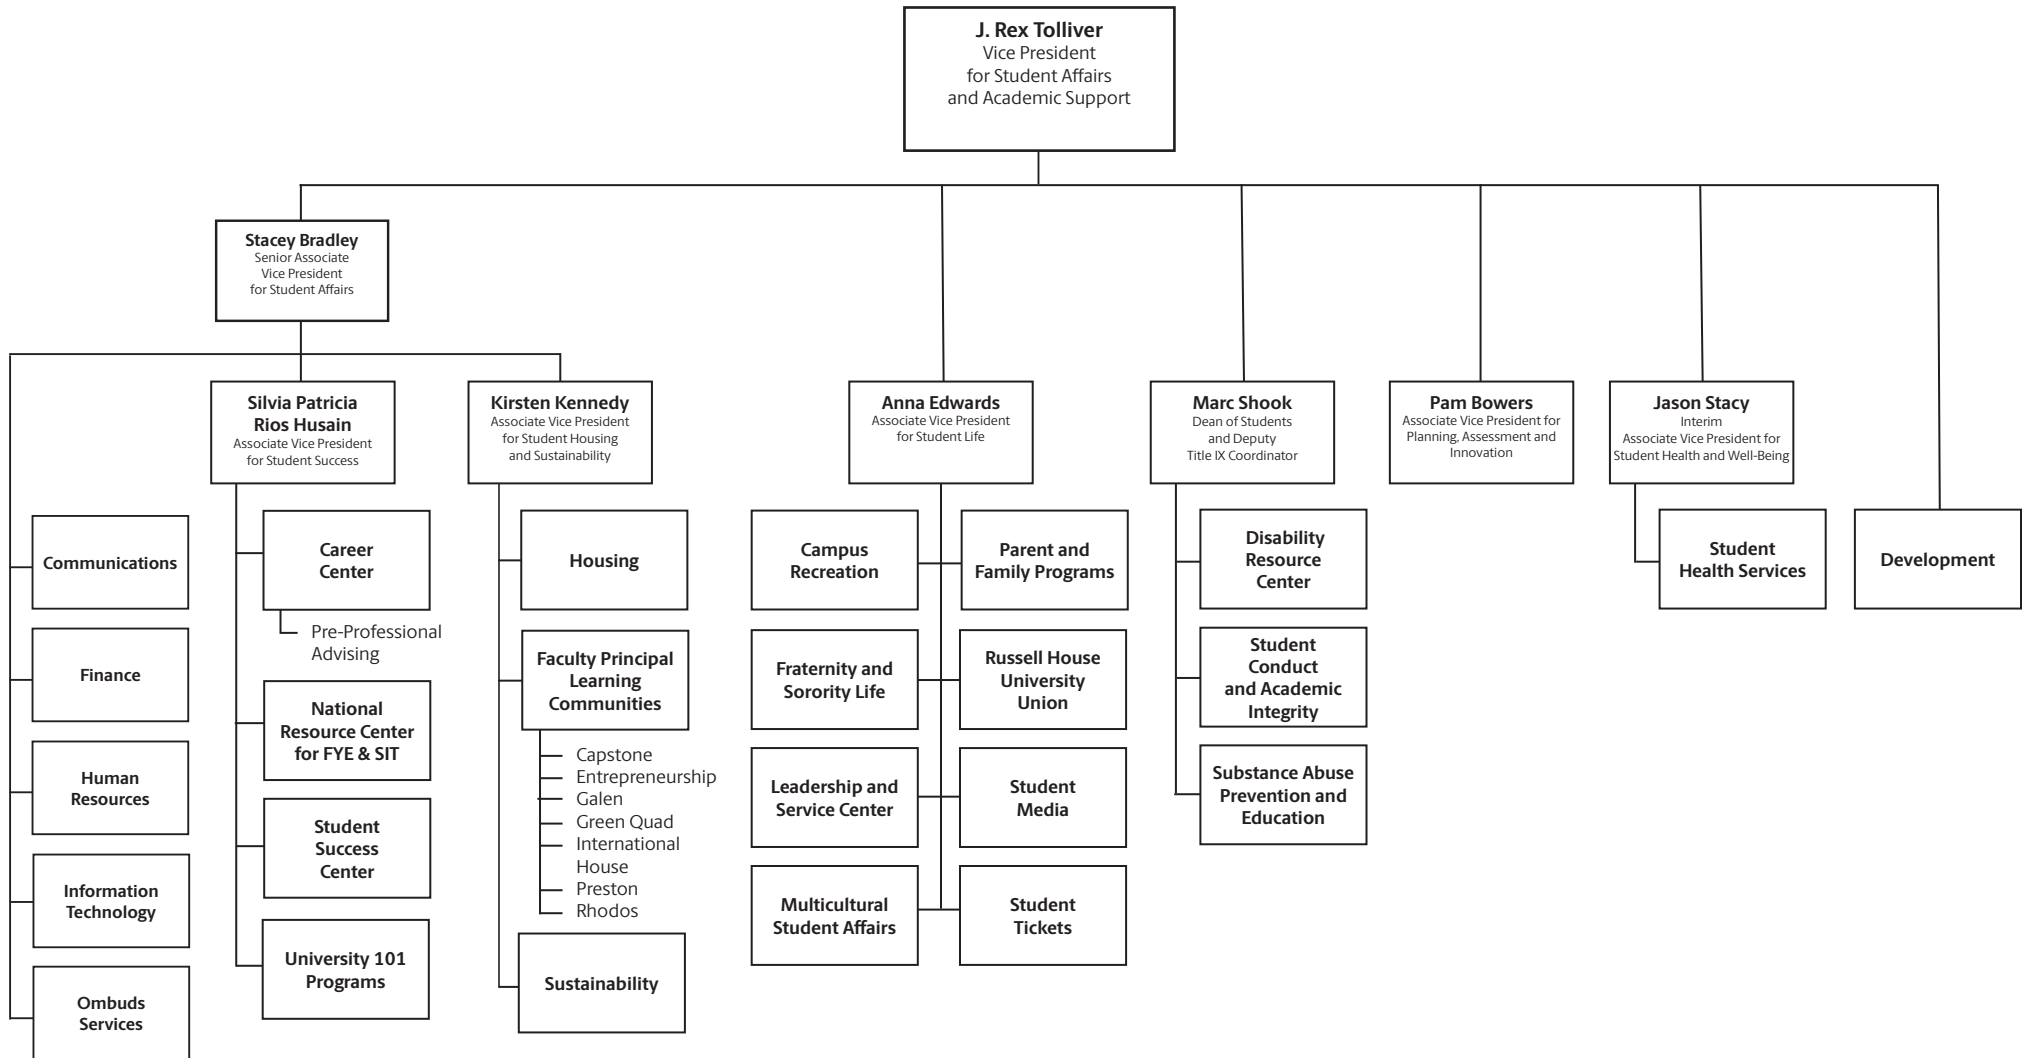 J. Rex Tolliver
Vice President
for Student Affairs
and Academic Support
Stacey Bradley
Senior Associate
Vice President
for Student Affairs
Silvia Patricia
Rios Husain
Associate Vice President
for Student Success
Kirsten Kennedy
Associate Vice President
for Student Housing
and Sustainability
Anna Edwards
Associate Vice President
for Student Life
Marc Shook
Dean of Students
and Deputy
Title IX Coordinator
Pam Bowers
Associate Vice President for
Planning, Assessment and
Innovation
Jason Stacy
Interim
Associate Vice President for
Student Health and Well-Being
Communications
Finance
Human
Resources
Information
Technology
Ombuds
Services
Career
Center
Pre-Professional
Advising
National
Resource Center
for FYE & SIT
Student
Success
Center
University 101
Programs
Housing
Faculty Principal
Learning
Communities
Capstone
Entrepreneurship
Galen
Green Quad
International
House
Preston
Rhodos
Sustainability
Campus
Recreation
Parent and
Family Programs
Fraternity and
Sorority Life
Russell House
University
Union
Leadership and
Service Center
Student
Media
Multicultural
Student Affairs
Student
Tickets
Disability
Resource
Center
Student
Conduct
and Academic
Integrity
Substance Abuse
Prevention and
Education
Student
Health Services
Development